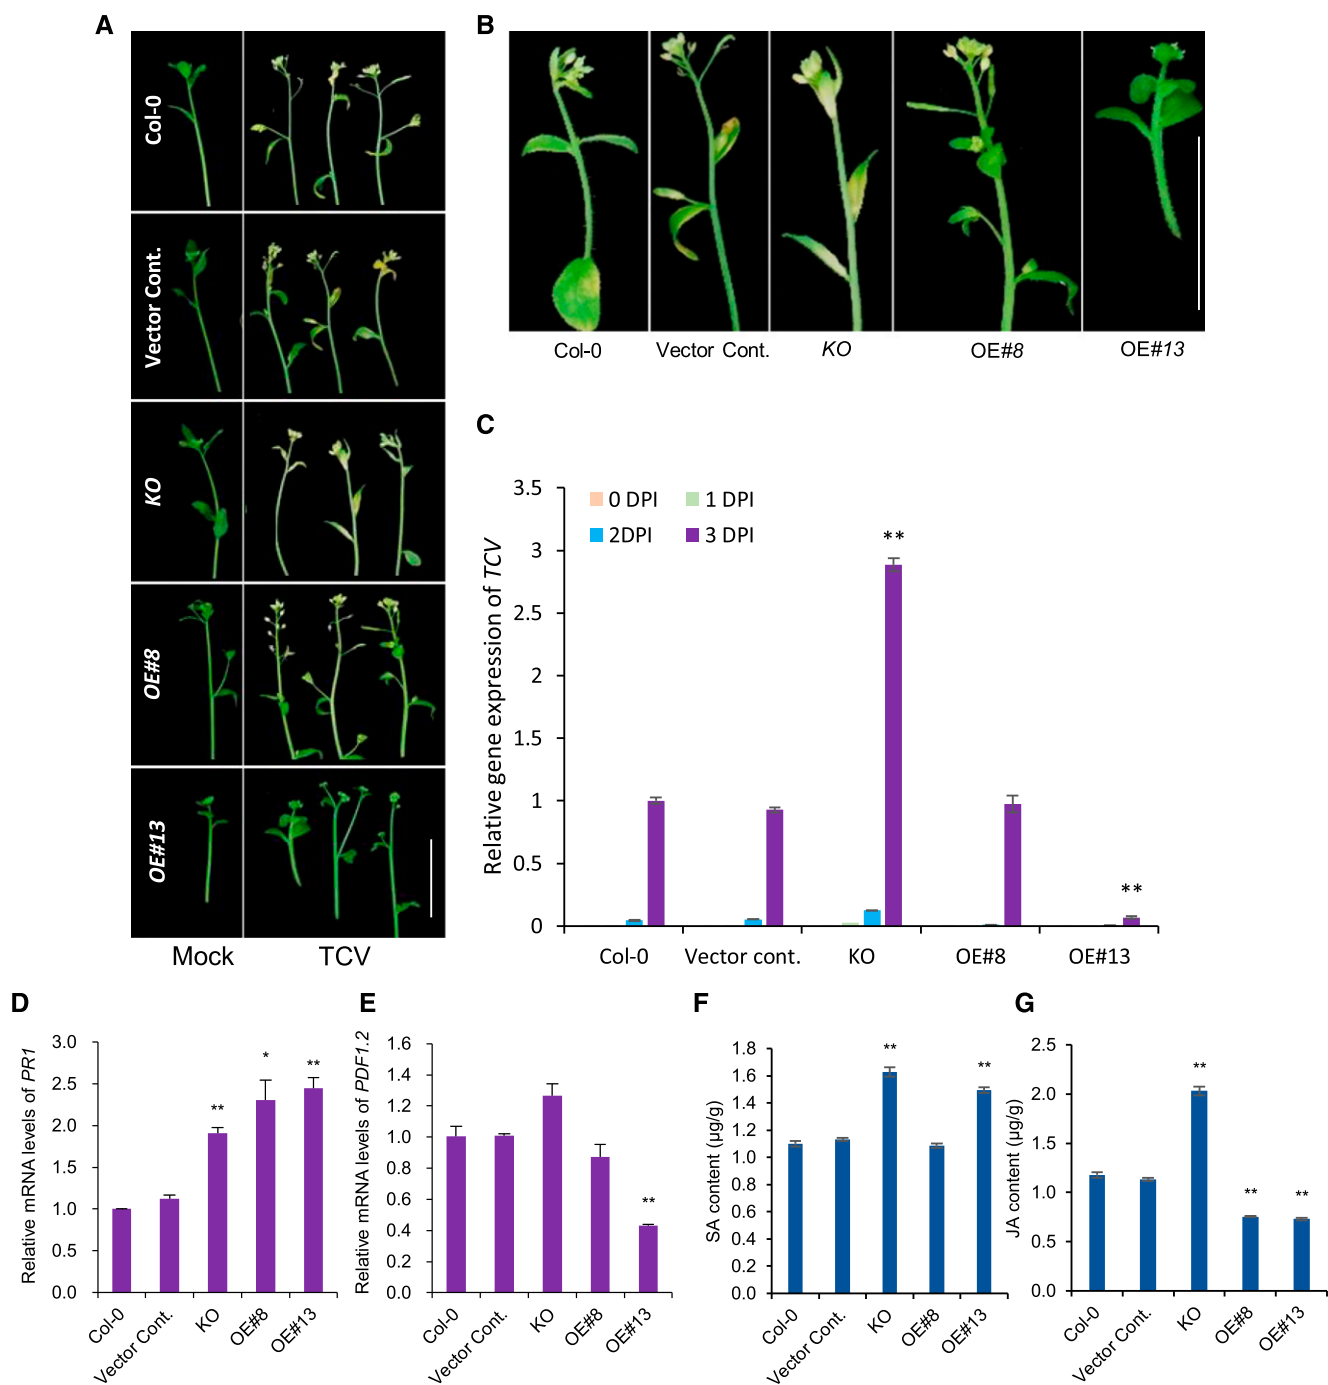 A
Col-0
Vector Cont.
KO
OE#8
OE#13
Mock TCV
B
Col-0 Vector Cont. KO OE#8 OE#13
C
Relative gene expression of TCV
3.5
3
2.5
2
1.5
1
0.5
0
0 DPI 1 DPI
2DPI 3 DPI
**
**
Col-0 Vector cont. KO OE#8 OE#13
D
Relative mRNA levels of PR1
3.0
2.5
2.0
1.5
1.0
0.5
0.0
** * **
Col-0 Vector Cont. KO OE#8 OE#13
E
Relative mRNA levels of PDF1.2
1.6
1.4
1.2
1.0
0.8
0.6
0.4
0.2
0.0
**
Col-0 Vector Cont. KO OE#8 OE#13
F
SA content (µg/g)
1.8
1.6
1.4
1.2
1.0
0.8
0.6
0.4
0.2
0.0
** **
Col-0 Vector Cont. KO OE#8 OE#13
G
JA content (µg/g)
2.5
2.0
1.5
1.0
0.5
0.0
** ** **
Col-0 Vector Cont. KO OE#8 OE#13